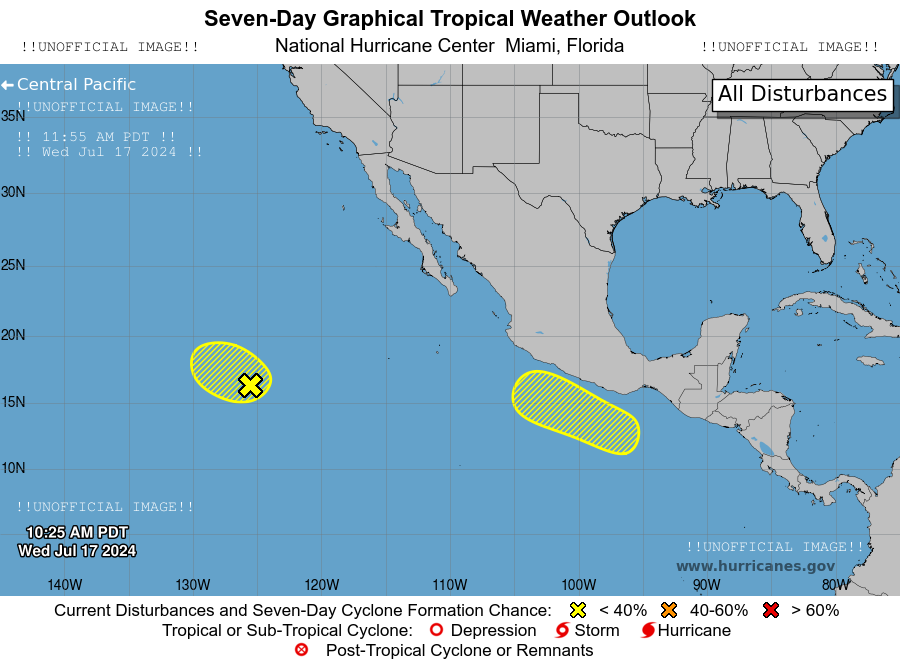 Seven-Day Graphical Tropical Weather Outlook
!!UNOFFICIAL IMAGE!! National Hurricane Center Miami, Florida !!UNOFFICIAL IMAGE!!
Central Pacific
All Disturbances
!!UNOFFICIAL IMAGE!!
35N
!! 11:55 AM PDT !!
!! Wed Jul 17 2024 !!
30N
25N
20N
15N
10N
!!UNOFFICIAL IMAGE!!
10:25 AM PDT
Wed Jul 17 2024
!!UNOFFICIAL IMAGE!!
www.hurricanes.gov
140W 130W 120W 110W 100W 90W 80W
Current Disturbances and Seven-Day Cyclone Formation Chance: < 40% 40-60% > 60%
Tropical or Sub-Tropical Cyclone: Depression Storm Hurricane
Post-Tropical Cyclone or Remnants